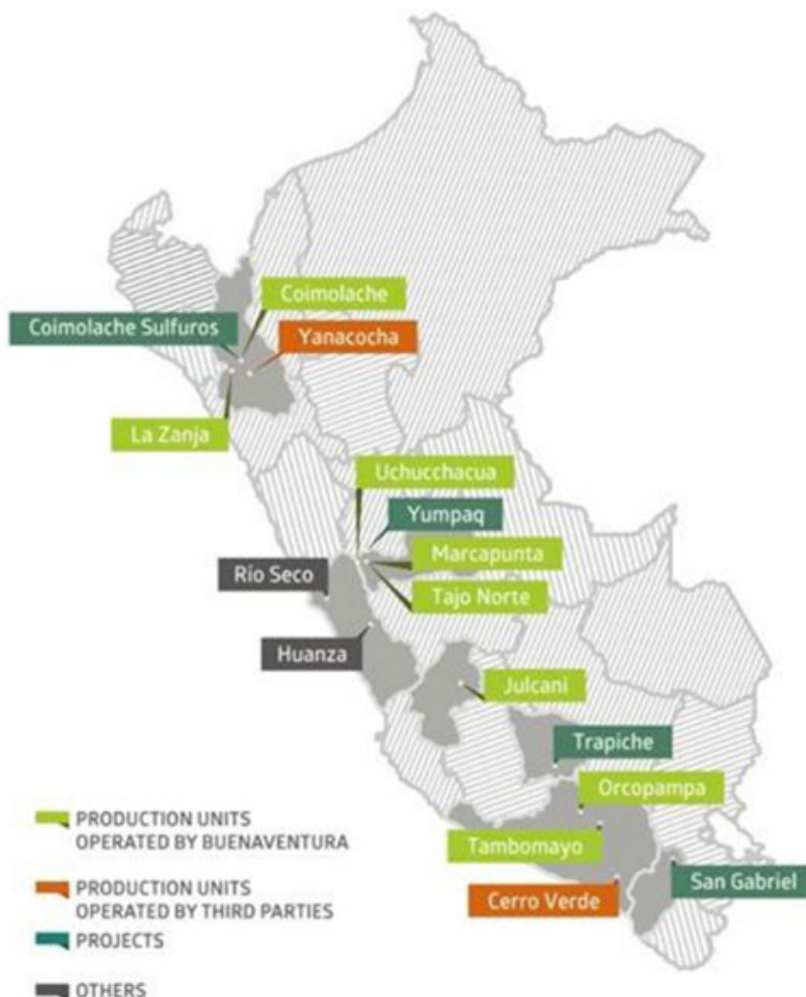 Coimolache
Coimolache Sulfuros
Yanacocha
La Zanja
Uchucchacua
Yumpaq
Marcapunta
Río Seco
Tajo Norte
Huanza
Julcani
Trapiche
Orcopampa
Tambomayo
San Gabriel
Cerro Verde
PRODUCTION UNITS
OPERATED BY BUENAVENTURA
PRODUCTION UNITS
OPERATED BY THIRD PARTIES
PROJECTS
OTHERS